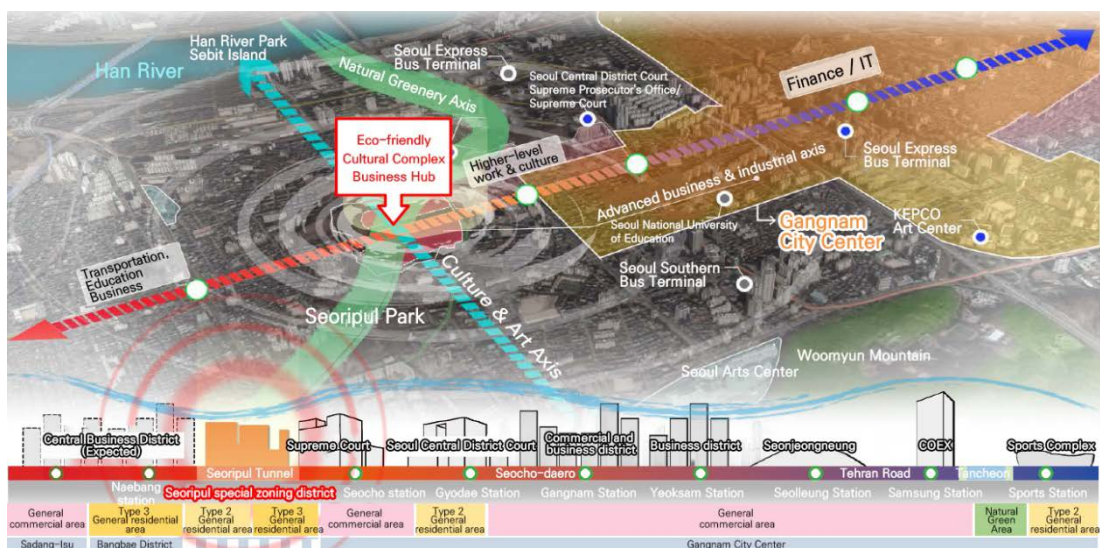 Han River Park
Sebit Island
Han River
Natural Greenery Axis
Seoul Express
Bus Terminal
Seoul Central District Court
Supreme Prosecutor's Office/
Supreme Court
Finance / IT
Eco-friendly
Cultural Complex
Business Hub
Higher-level
work & culture
Advanced business & industrial axis
Seoul Express
Bus Terminal
Seoul National University
of Education
Gangnam
City Center
KEPCO
Art Center
Transportation,
Education
Business
Seoul Southern
Bus Terminal
Seoripul Park
Culture & Art Axis
Woomyun Mountain
Seoul Arts Center
Central Business District
(Expected)
Supreme Court
Seoul Central District Court
Commercial and
business district
Business district
Seonjeongneung
COEX
Sports Complex
Seoripul Tunnel
Seocho-daero
Tehran Road
Tancheon
Naebang
station
Seoripul special zoning district
Seocho station
Gyodae Station
Gangnam Station
Yeoksam Station
Seolleung Station
Samsung Station
Sports Station
General
commercial area
Type 3
General residential
area
Type 2
General
residential area
Type 3
General
residential area
General
commercial area
Type 2
General
residential area
General
commercial area
Natural
Green
Area
Type 2
General
residential area
Sadang-Isu
Bangbae District
Gangnam City Center